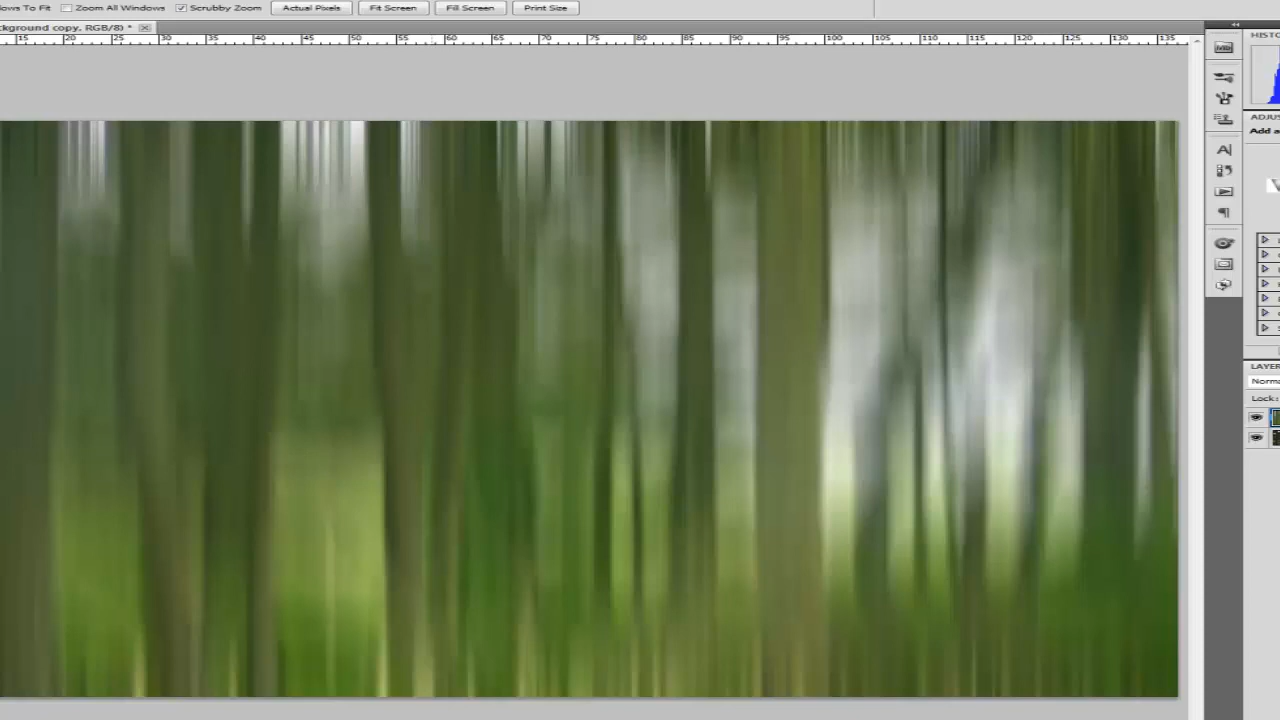 ows To Fit Zoom All Windows Scrubby Zoom Actual Pixels Fit Screen Fill Screen Print Size
ckground copy, RGB/8) *
15 20 25 30 35 40 45 50 55 60 65 70 75 80 85 90 95 100 105 110 115 120 125 130 135
HISTO
Mb
ADJUS
Add a
A|
¶
LAYER
Norma
Lock: